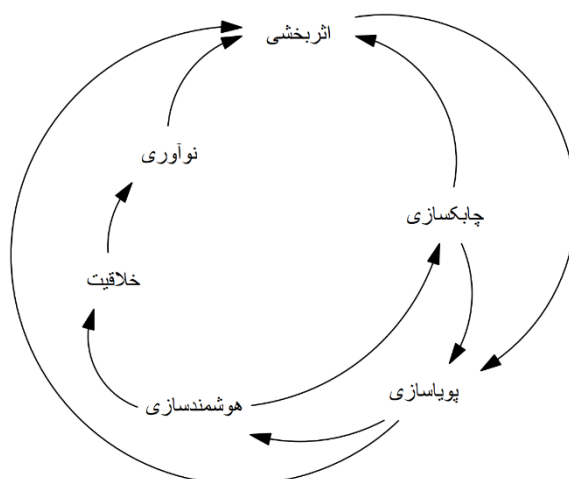 اثربخشی
نوآوری
چابکسازی
خلاقیت
پویاسازی
هوشمندسازی